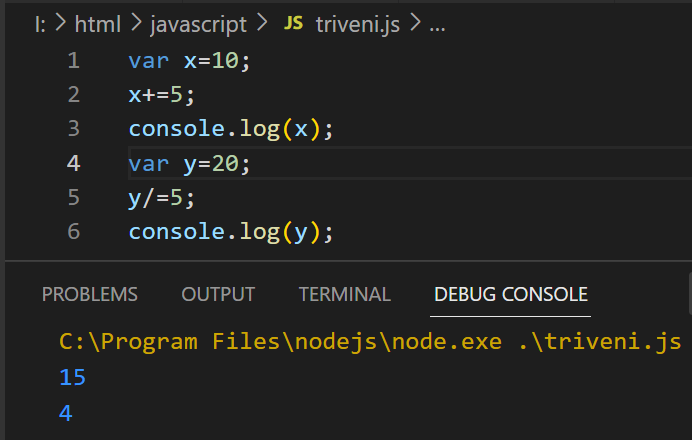 I: > html > javascript > JS triveni.js > ...
1 var x=10;
2 x+=5;
3 console.log(x);
4 var y=20;
5 y/=5;
6 console.log(y);
PROBLEMS OUTPUT TERMINAL DEBUG CONSOLE
C:\Program Files\nodejs\node.exe .\triveni.js
15
4